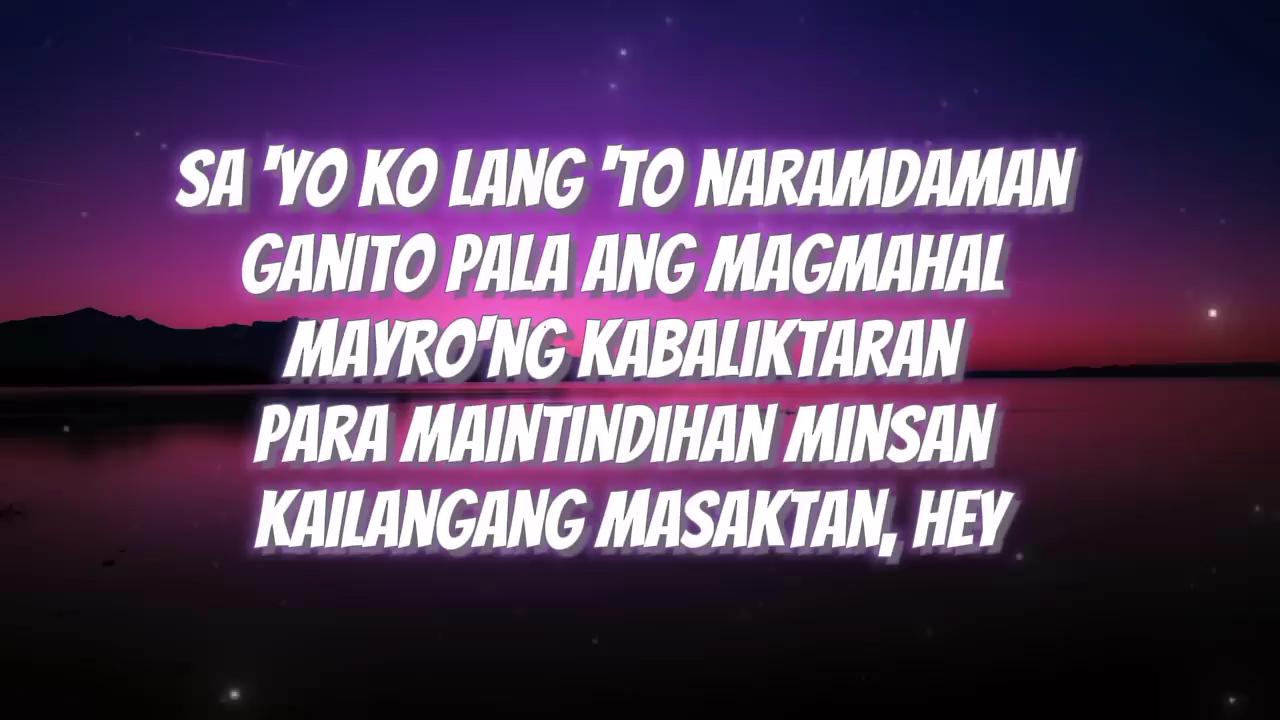 SA 'YO KO LANG 'TO NARAMDAMAN
GANITO PALA ANG MAGMAHAL
MAYRO'NG KABALIKTARAN
PARA MAINTINDIHAN MINSAN
KAILANGANG MASAKTAN, HEY